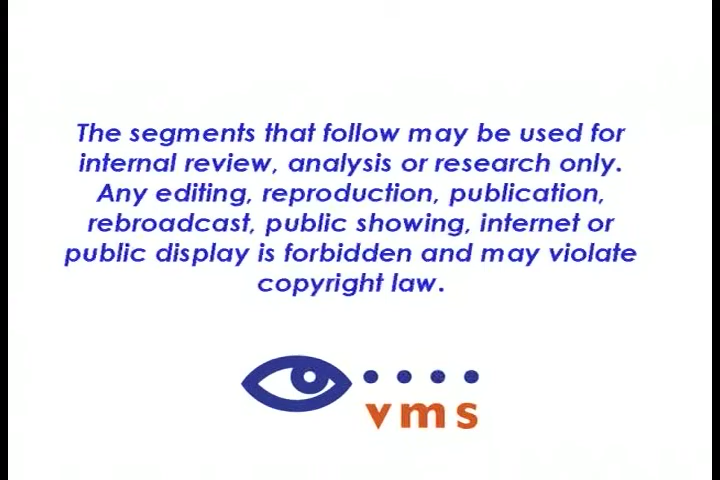 The segments that follow may be used for
internal review, analysis or research only.
Any editing, reproduction, publication,
rebroadcast, public showing, internet or
public display is forbidden and may violate
copyright law.
vms